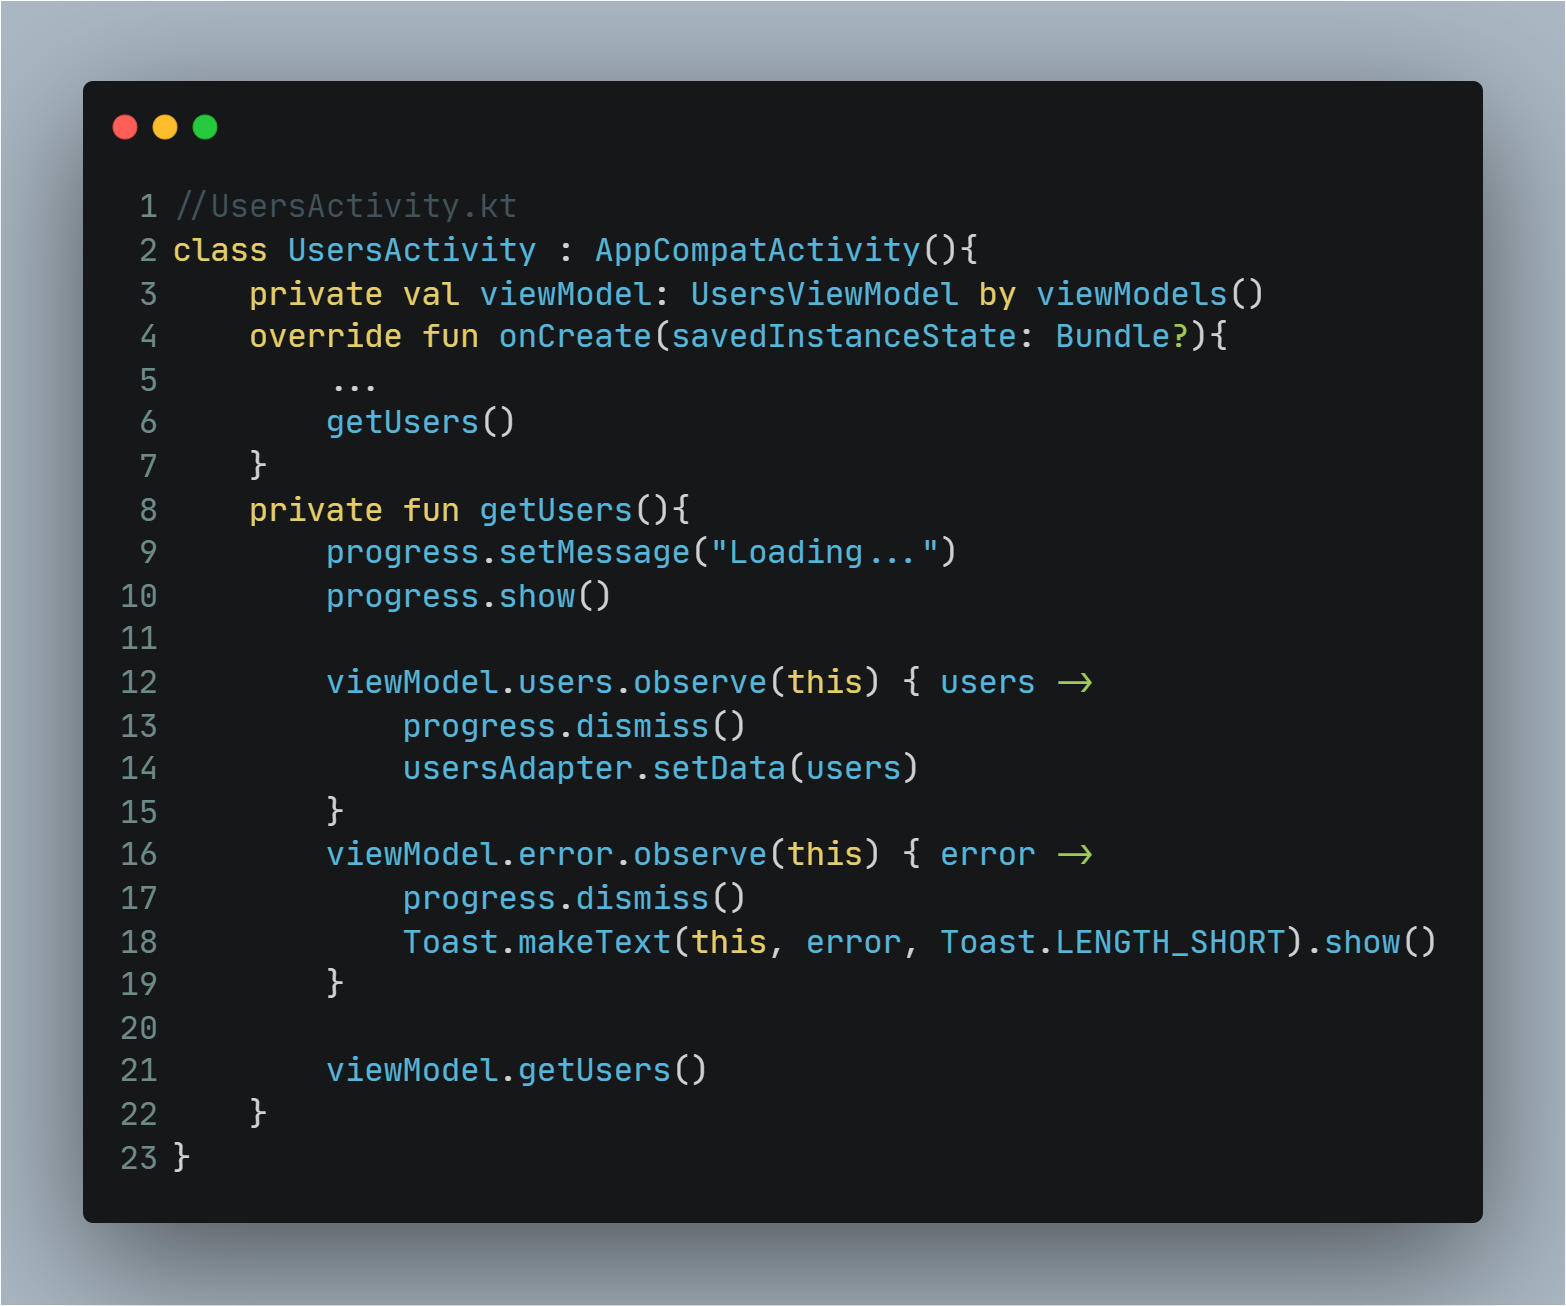 1 //UsersActivity.kt
2 class UsersActivity : AppCompatActivity(){
3     private val viewModel: UsersViewModel by viewModels()
4     override fun onCreate(savedInstanceState: Bundle?){
5         ...
6         getUsers()
7     }
8     private fun getUsers(){
9         progress.setMessage("Loading...")
10         progress.show()
11
12         viewModel.users.observe(this) { users ->
13             progress.dismiss()
14             usersAdapter.setData(users)
15         }
16         viewModel.error.observe(this) { error ->
17             progress.dismiss()
18             Toast.makeText(this, error, Toast.LENGTH_SHORT).show()
19         }
20
21         viewModel.getUsers()
22     }
23 }